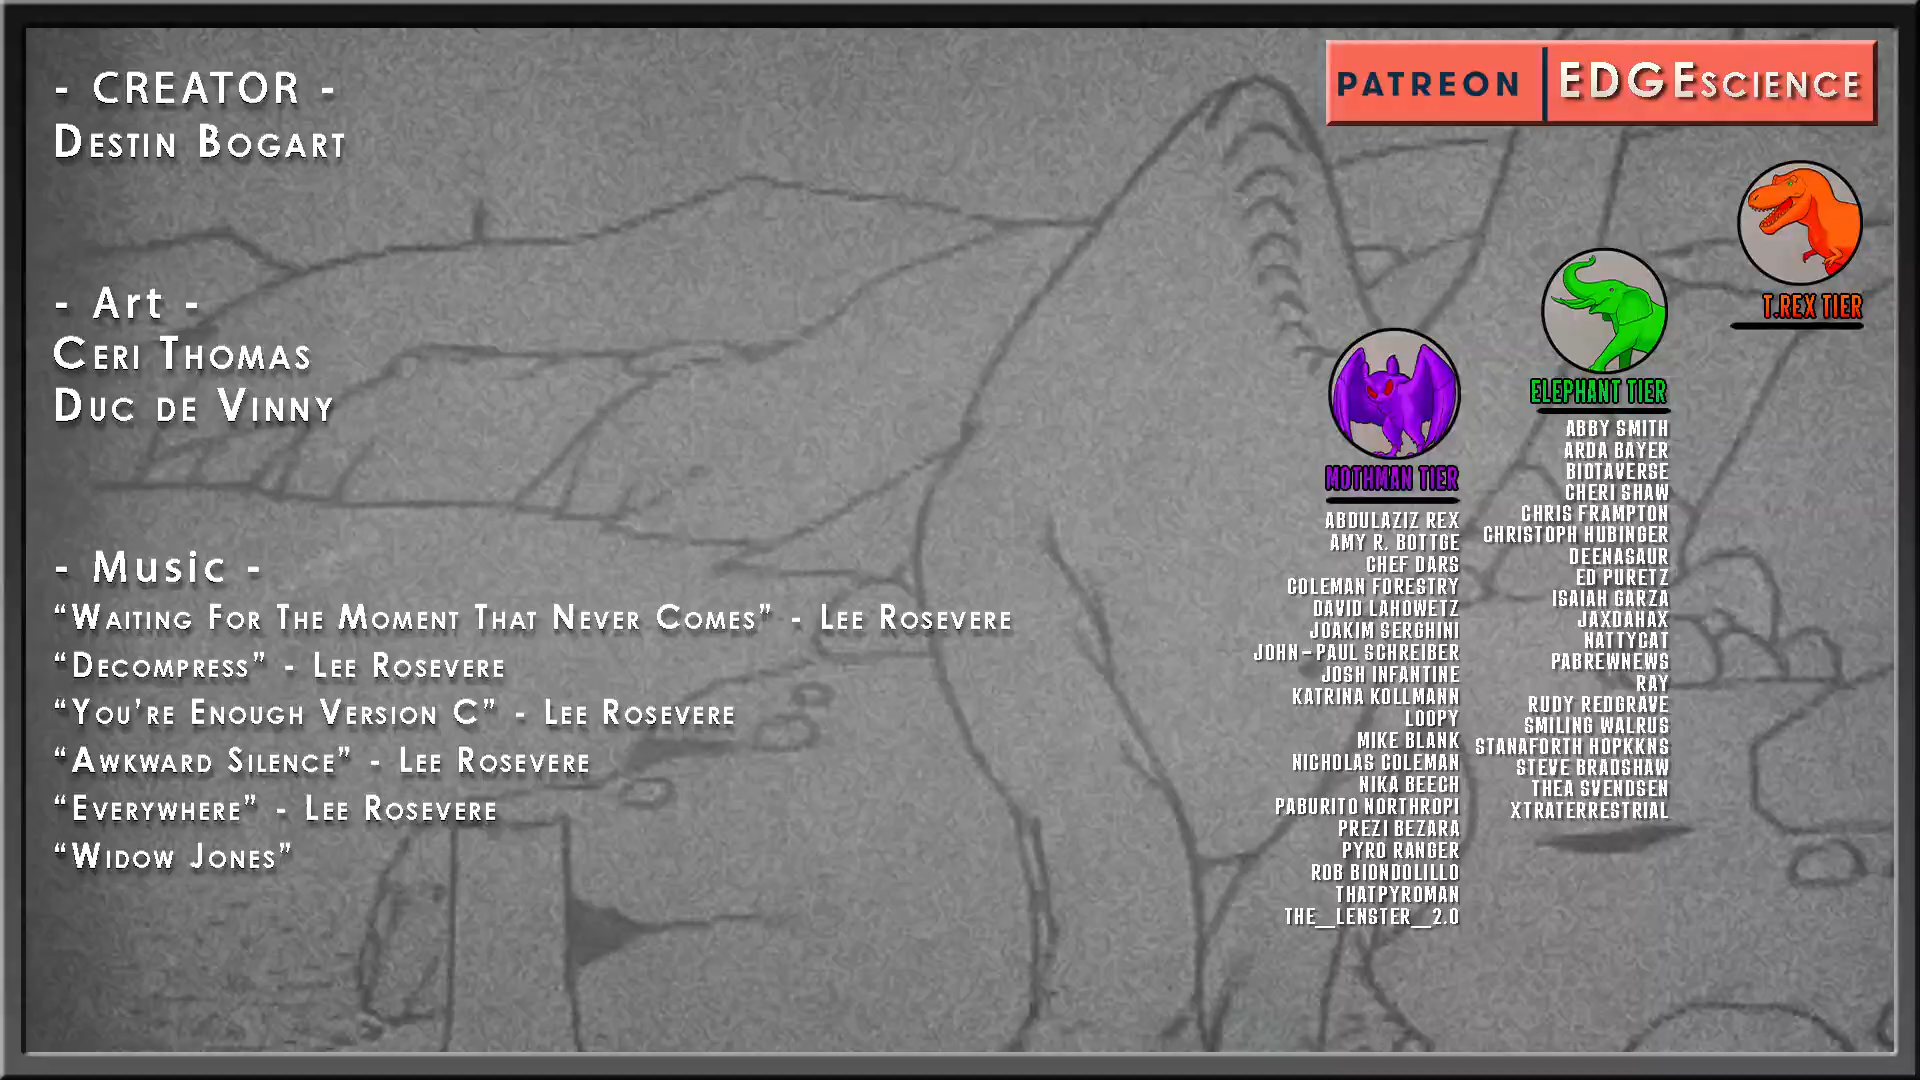 - CREATOR -
Destin Bogart
- Art -
Ceri Thomas
Duc de Vinny
- Music -
“Waiting For The Moment That Never Comes” - Lee Rosevere
“Decompress” - Lee Rosevere
“You’re Enough Version C” - Lee Rosevere
“Awkward Silence” - Lee Rosevere
“Everywhere” - Lee Rosevere
“Widow Jones”
PATREON EDGEscience
MOTHMAN TIER
ABDULAZIZ REX
AMY R. BOTTGE
CHEF DARS
COLEMAN FORESTRY
DAVID LAHOWETZ
JOAKIM SERGHINI
JOHN-PAUL SCHREIBER
JOSH INFANTINE
KATRINA KOLLMANN
LOOPY
MIKE BLANK
NICHOLAS COLEMAN
NIKA BEECH
PABURITO NORTHROPI
PREZI BEZARA
PYRO RANGER
ROB BIONDOLILLO
THATPYROMAN
THE__LENSTER__2.0
ELEPHANT TIER
ABBY SMITH
ARDA BAYER
BIOTAVERSE
CHERI SHAW
CHRIS FRAMPTON
CHRISTOPH HUBINGER
DEENASAUR
ED PURETZ
ISAIAH GARZA
JAXDAHAX
NATTYCAT
PABREWNEWS
RAY
RUDY REDGRAVE
SMILING WALRUS
STANAFORTH HOPKKNS
STEVE BRADSHAW
THEA SVENDSEN
XTRATERRESTRIAL
T.REX TIER